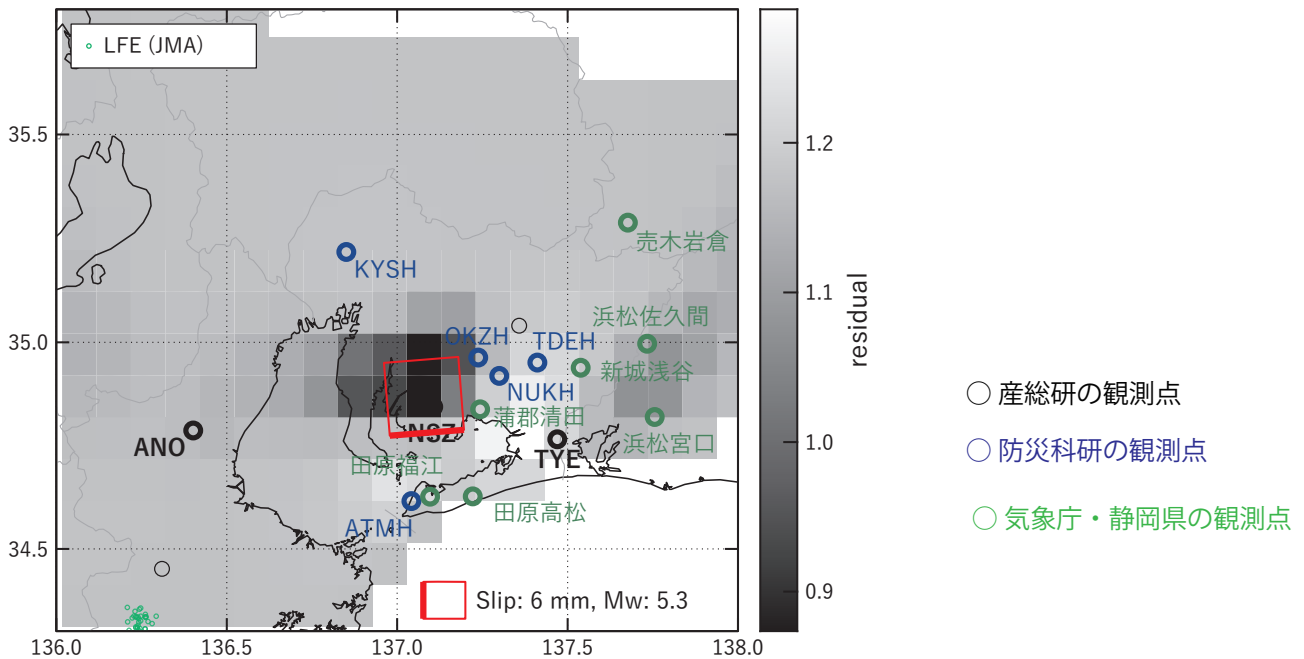 LFE (JMA)
35.5
1.2
売木岩倉
KYSH
1.1
浜松佐久間
OKZH
TDEH
35.0
residual
新城浅谷
NUKH
産総研の観測点
蒲郡清田
NSZ
ANO
浜松宮口
1.0
防災科研の観測点
TYE
田原福江
田原高松
気象庁・静岡県の観測点
ATMH
34.5
Slip: 6 mm, Mw: 5.3
0.9
136.0
136.5
137.0
137.5
138.0